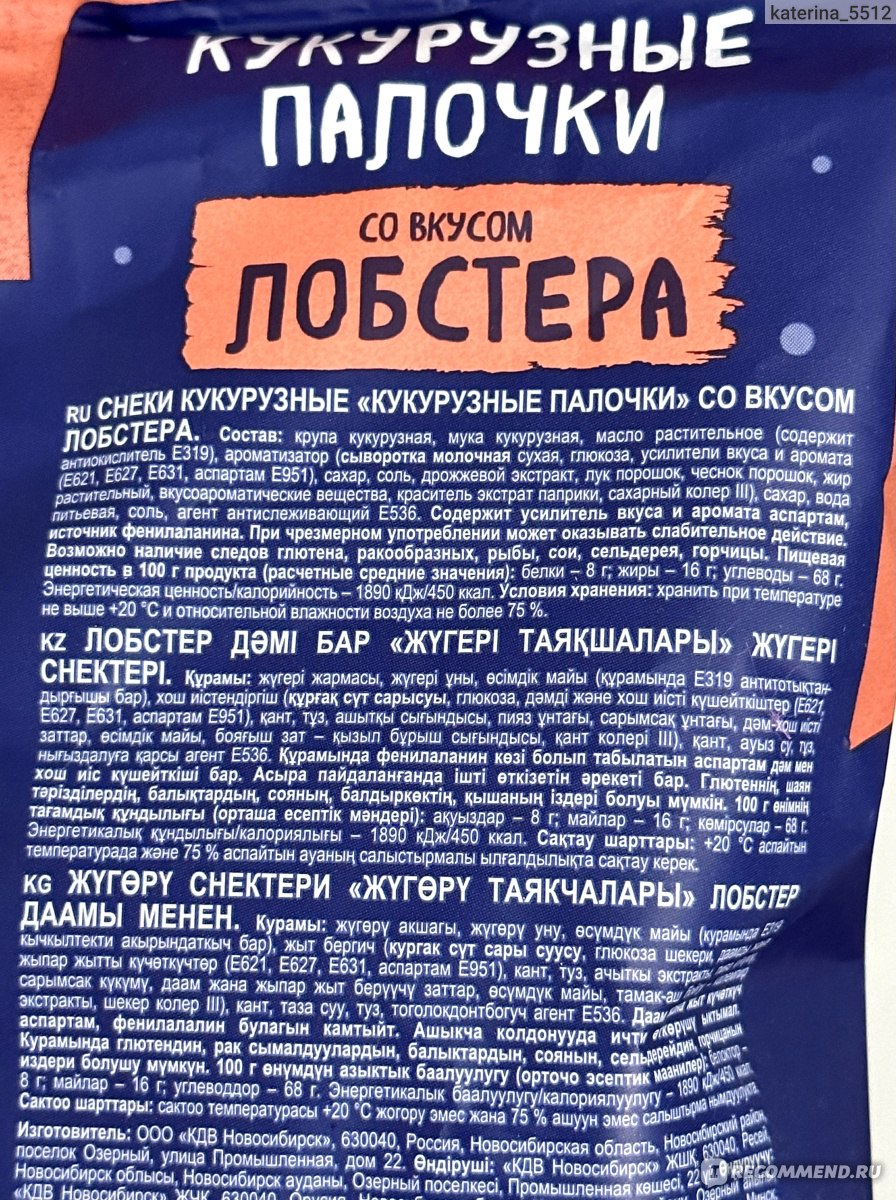 katerina_5512
КУКУРУЗНЫЕ
ПАЛОЧКИ
СО ВКУСОМ
ЛОБСТЕРА
RU СНЕКИ КУКУРУЗНЫЕ «КУКУРУЗНЫЕ ПАЛОЧКИ» СО ВКУСОМ
ЛОБСТЕРА. Состав: крупа кукурузная, мука кукурузная, масло растительное (содержит
антиокислитель Е319), ароматизатор (сыворотка молочная сухая, глюкоза, усилители вкуса и аромата
(Е621, Е627, Е631, аспартам Е951), сахар, соль, дрожжевой экстракт, лук порошок, чеснок порошок, жир
растительный, вкусоароматические вещества, краситель экстрат паприки, сахарный колер III), сахар, вода
питьевая, соль, агент антислеживающий Е536. Содержит усилитель вкуса и аромата аспартам,
источник фенилаланина. При чрезмерном употреблении может оказывать слабительное действие.
Возможно наличие следов глютена, ракообразных, рыбы, сои, сельдерея, горчицы. Пищевая
ценность в 100 г продукта (расчетные средние значения): белки – 8 г; жиры – 16 г; углеводы – 68 г.
Энергетическая ценность/калорийность – 1890 кДж/450 ккал. Условия хранения: хранить при температуре
не выше +20 °С и относительной влажности воздуха не более 75 %.
KZ ЛОБСТЕР ДӘМІ БАР «ЖҮГЕРІ ТАЯҚШАЛАРЫ» ЖҮГЕРІ
СНЕКТЕРІ. Құрамы: жүгері жармасы, жүгері ұны, өсімдік майы (құрамында Е319 антитотықтан-
дырғышы бар), хош иістендіргіш (құрғақ сүт сарысуы, глюкоза, дәмді және хош иісті күшейткіштер (Е621,
Е627, Е631, аспартам Е951), қант, тұз, ашытқы сығындысы, пияз ұнтағы, сарымсақ ұнтағы, дәм-хош иісті
заттар, өсімдік майы, бояғыш зат – қызыл бұрыш сығындысы, қант колері III), қант, ауыз су, тұз,
нығыздалуға қарсы агент Е536. Құрамында фенилаланин көзі болып табылатын аспартам дәм мен
хош иіс күшейткіші бар. Асыра пайдаланғанда ішті өткізетін әрекеті бар. Глютеннің, шаян
тәрізділердің, балықтардың, сояның, балдыркөктің, қышаның іздері болуы мүмкін. 100 г өнімнің
тағамдық құндылығы (орташа есептік мәндері): ақуыздар – 8 г; майлар – 16 г; көмірсулар – 68 г.
Энергетикалық құндылығы/калориялығы – 1890 кДж/450 ккал. Сақтау шарттары: +20 °С аспайтын
температурада және 75 % аспайтын ауаның салыстырмалы ылғалдылықта сақтау керек.
KG ЖҮГӨРҮ СНЕКТЕРИ «ЖҮГӨРҮ ТАЯКЧАЛАРЫ» ЛОБСТЕР
ДААМЫ МЕНЕН. Курамы: жүгөрү акшагы, жүгөрү уну, өсүмдүк майы (курамында Е319
кычкылтекти акырындаткыч бар), жыт бергич (кургак сүт сары суусу, глюкоза шекери,
жыпар жытты күчөткүчтөр (Е621, Е627, Е631, аспартам Е951), кант, туз, ачыткы экстракты,
сарымсак күкүмү, даам жана жыпар жыт берүүчү заттар, өсүмдүк майы, тамак-аш
экстракты, шекер колер III), кант, таза суу, туз, тоголокдонтбогуч агент Е536. жыт күчөткүч
аспартам, фенилалалин булагын камтыйт. Ашыкча колдонууда ичти өткөрүшү ыктымал.
Курамында глютендин, рак сымалдуулардын, балыктардын, соянын, сельдерейдин, горчицанын
издери болушу мүмкүн. 100 г өнүмдүн азыктык баалуулугу (орточо эсептик маанилер): белоктор –
8 г; майлар – 16 г; углеводдор – 68 г. Энергетикалык баалуулугу/калориялуулугу – 1890 кДж/450 ккал.
Сактоо шарттары: сактоо температурасы +20 °С жогору эмес жана 75 % ашуун эмес салыштырма нымдуулукта.
Изготовитель: ООО «КДВ Новосибирск», 630040, Россия, Новосибирская область, Новосибирский район,
поселок Озерный, улица Промышленная, дом 22. Өндіруші: «КДВ Новосибирск» ЖШҚ, 630040, Ресей,
Новосибирск облысы, Новосибирск ауданы, Озерный поселкесі, Промышленная көшесі, 22
«КДВ Новосибирск» ЖЧК, 630040,
IRECOMMEND.RU